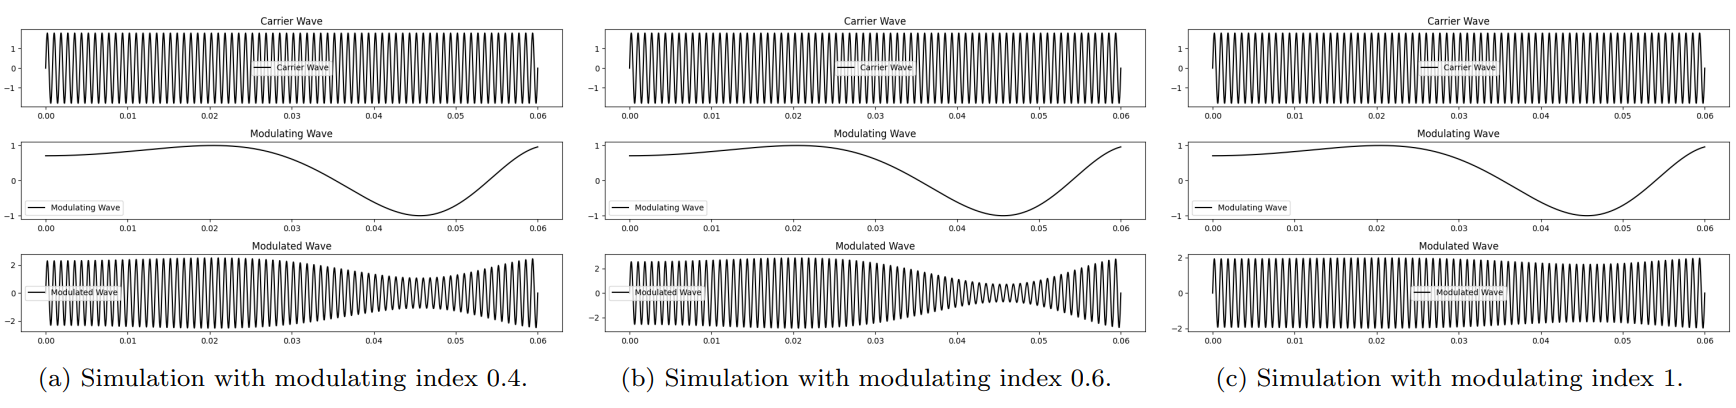 Carrier Wave
1
0
−1
Carrier Wave
0.00 0.01 0.02 0.03 0.04 0.05 0.06
Modulating Wave
1
0
−1
Modulating Wave
0.00 0.01 0.02 0.03 0.04 0.05 0.06
Modulated Wave
2
0
−2
Modulated Wave
0.00 0.01 0.02 0.03 0.04 0.05 0.06
(a) Simulation with modulating index 0.4.
Carrier Wave
1
0
−1
Carrier Wave
0.00 0.01 0.02 0.03 0.04 0.05 0.06
Modulating Wave
1
0
−1
Modulating Wave
0.00 0.01 0.02 0.03 0.04 0.05 0.06
Modulated Wave
2
0
−2
Modulated Wave
0.00 0.01 0.02 0.03 0.04 0.05 0.06
(b) Simulation with modulating index 0.6.
Carrier Wave
1
0
−1
Carrier Wave
0.00 0.01 0.02 0.03 0.04 0.05 0.06
Modulating Wave
1
0
−1
Modulating Wave
0.00 0.01 0.02 0.03 0.04 0.05 0.06
Modulated Wave
2
0
−2
Modulated Wave
0.00 0.01 0.02 0.03 0.04 0.05 0.06
(c) Simulation with modulating index 1.